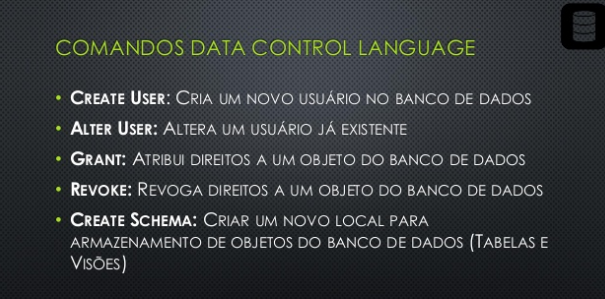 COMANDOS DATA CONTROL LANGUAGE
• CREATE USER: CRIA UM NOVO USUÁRIO NO BANCO DE DADOS
• ALTER USER: ALTERA UM USUÁRIO JÁ EXISTENTE
• GRANT: ATRIBUI DIREITOS A UM OBJETO DO BANCO DE DADOS
• REVOKE: REVOGA DIREITOS A UM OBJETO DO BANCO DE DADOS
• CREATE SCHEMA: CRIAR UM NOVO LOCAL PARA
ARMAZENAMENTO DE OBJETOS DO BANCO DE DADOS (TABELAS E
VISÕES)